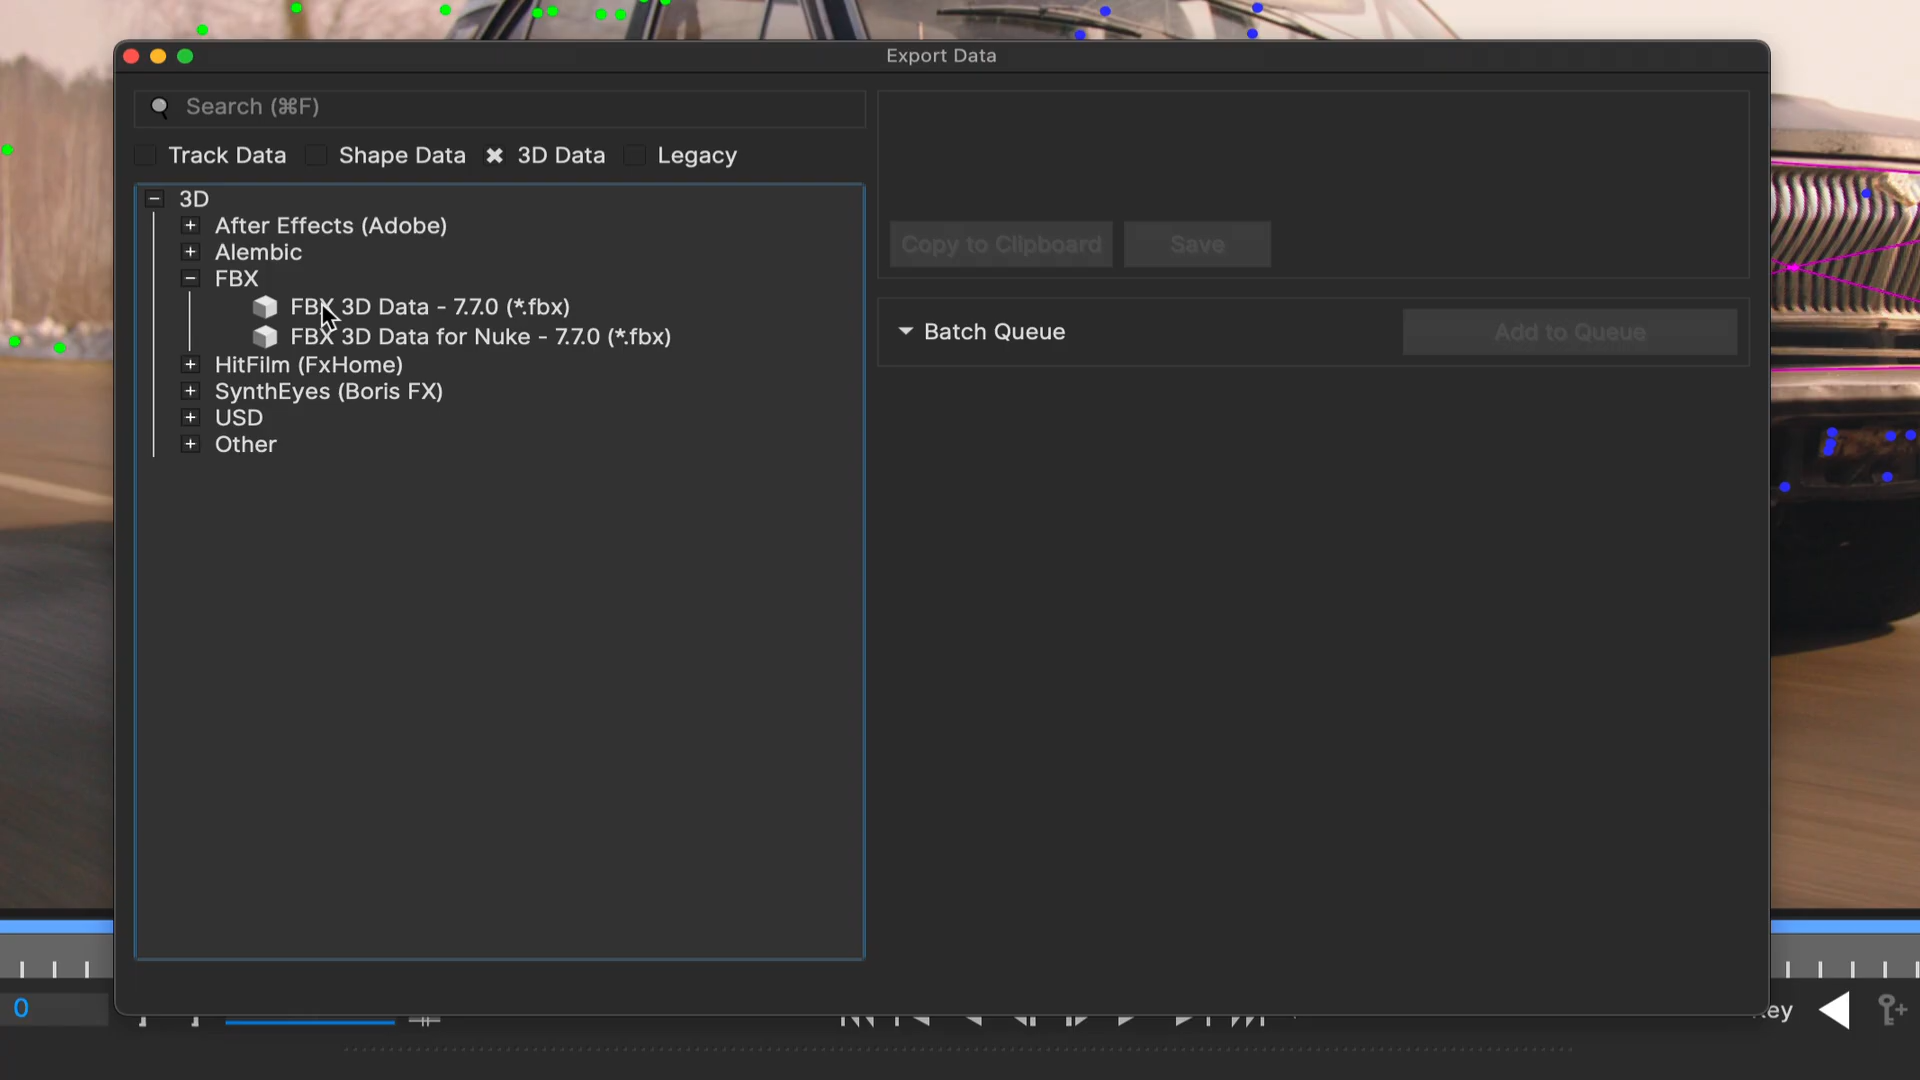 Export Data
Search (⌘F)
Track Data Shape Data 3D Data Legacy
3D
After Effects (Adobe)
Alembic
FBX
FBX 3D Data - 7.7.0 (*.fbx)
FBX 3D Data for Nuke - 7.7.0 (*.fbx)
HitFilm (FxHome)
SynthEyes (Boris FX)
USD
Other
Copy to Clipboard Save
Batch Queue Add to Queue
0